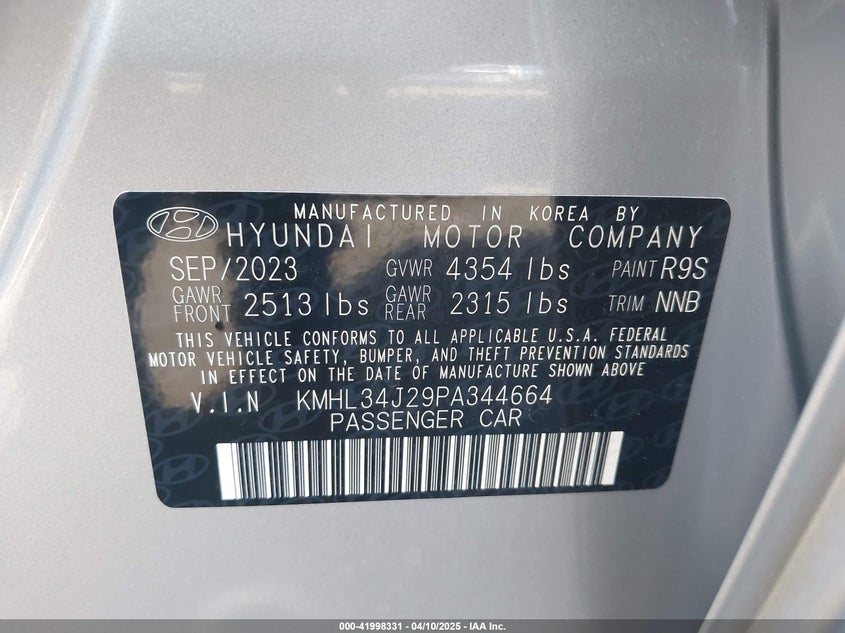 MANUFACTURED IN KOREA BY
HYUNDAI MOTOR COMPANY
SEP/2023 GVWR 4354 lbs PAINT R9S
GAWR FRONT 2513 lbs GAWR REAR 2315 lbs TRIM NNB
THIS VEHICLE CONFORMS TO ALL APPLICABLE U.S.A. FEDERAL
MOTOR VEHICLE SAFETY, BUMPER, AND THEFT PREVENTION STANDARDS
IN EFFECT ON THE DATE OF MANUFACTURE SHOWN ABOVE
V.I.N KMHL34J29PA344664
PASSENGER CAR
000-41998331 - 04/10/2025 - IAA Inc.